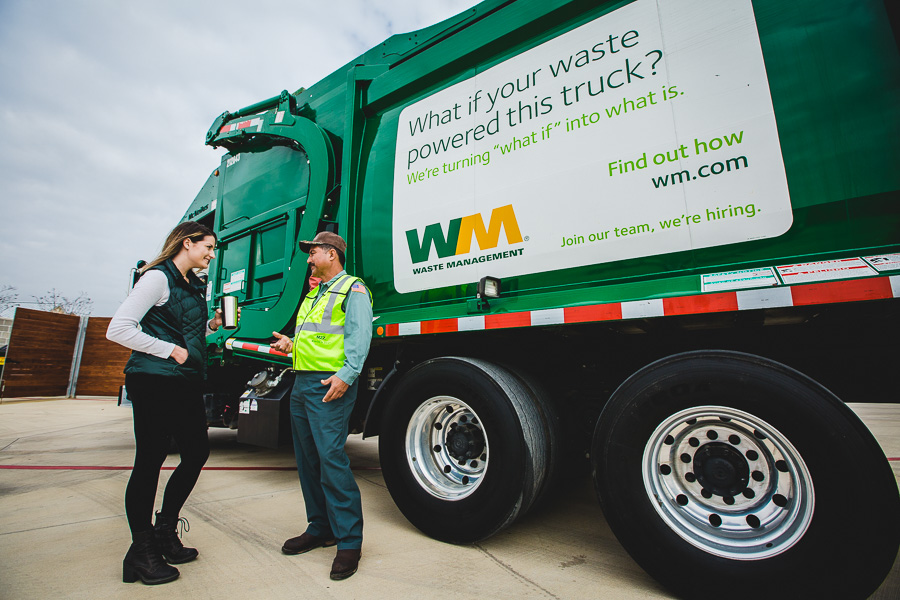 What if your waste
powered this truck?
We're turning "what if" into what is.
Find out how
wm.com
WM®
WASTE MANAGEMENT
Join our team, we're hiring.